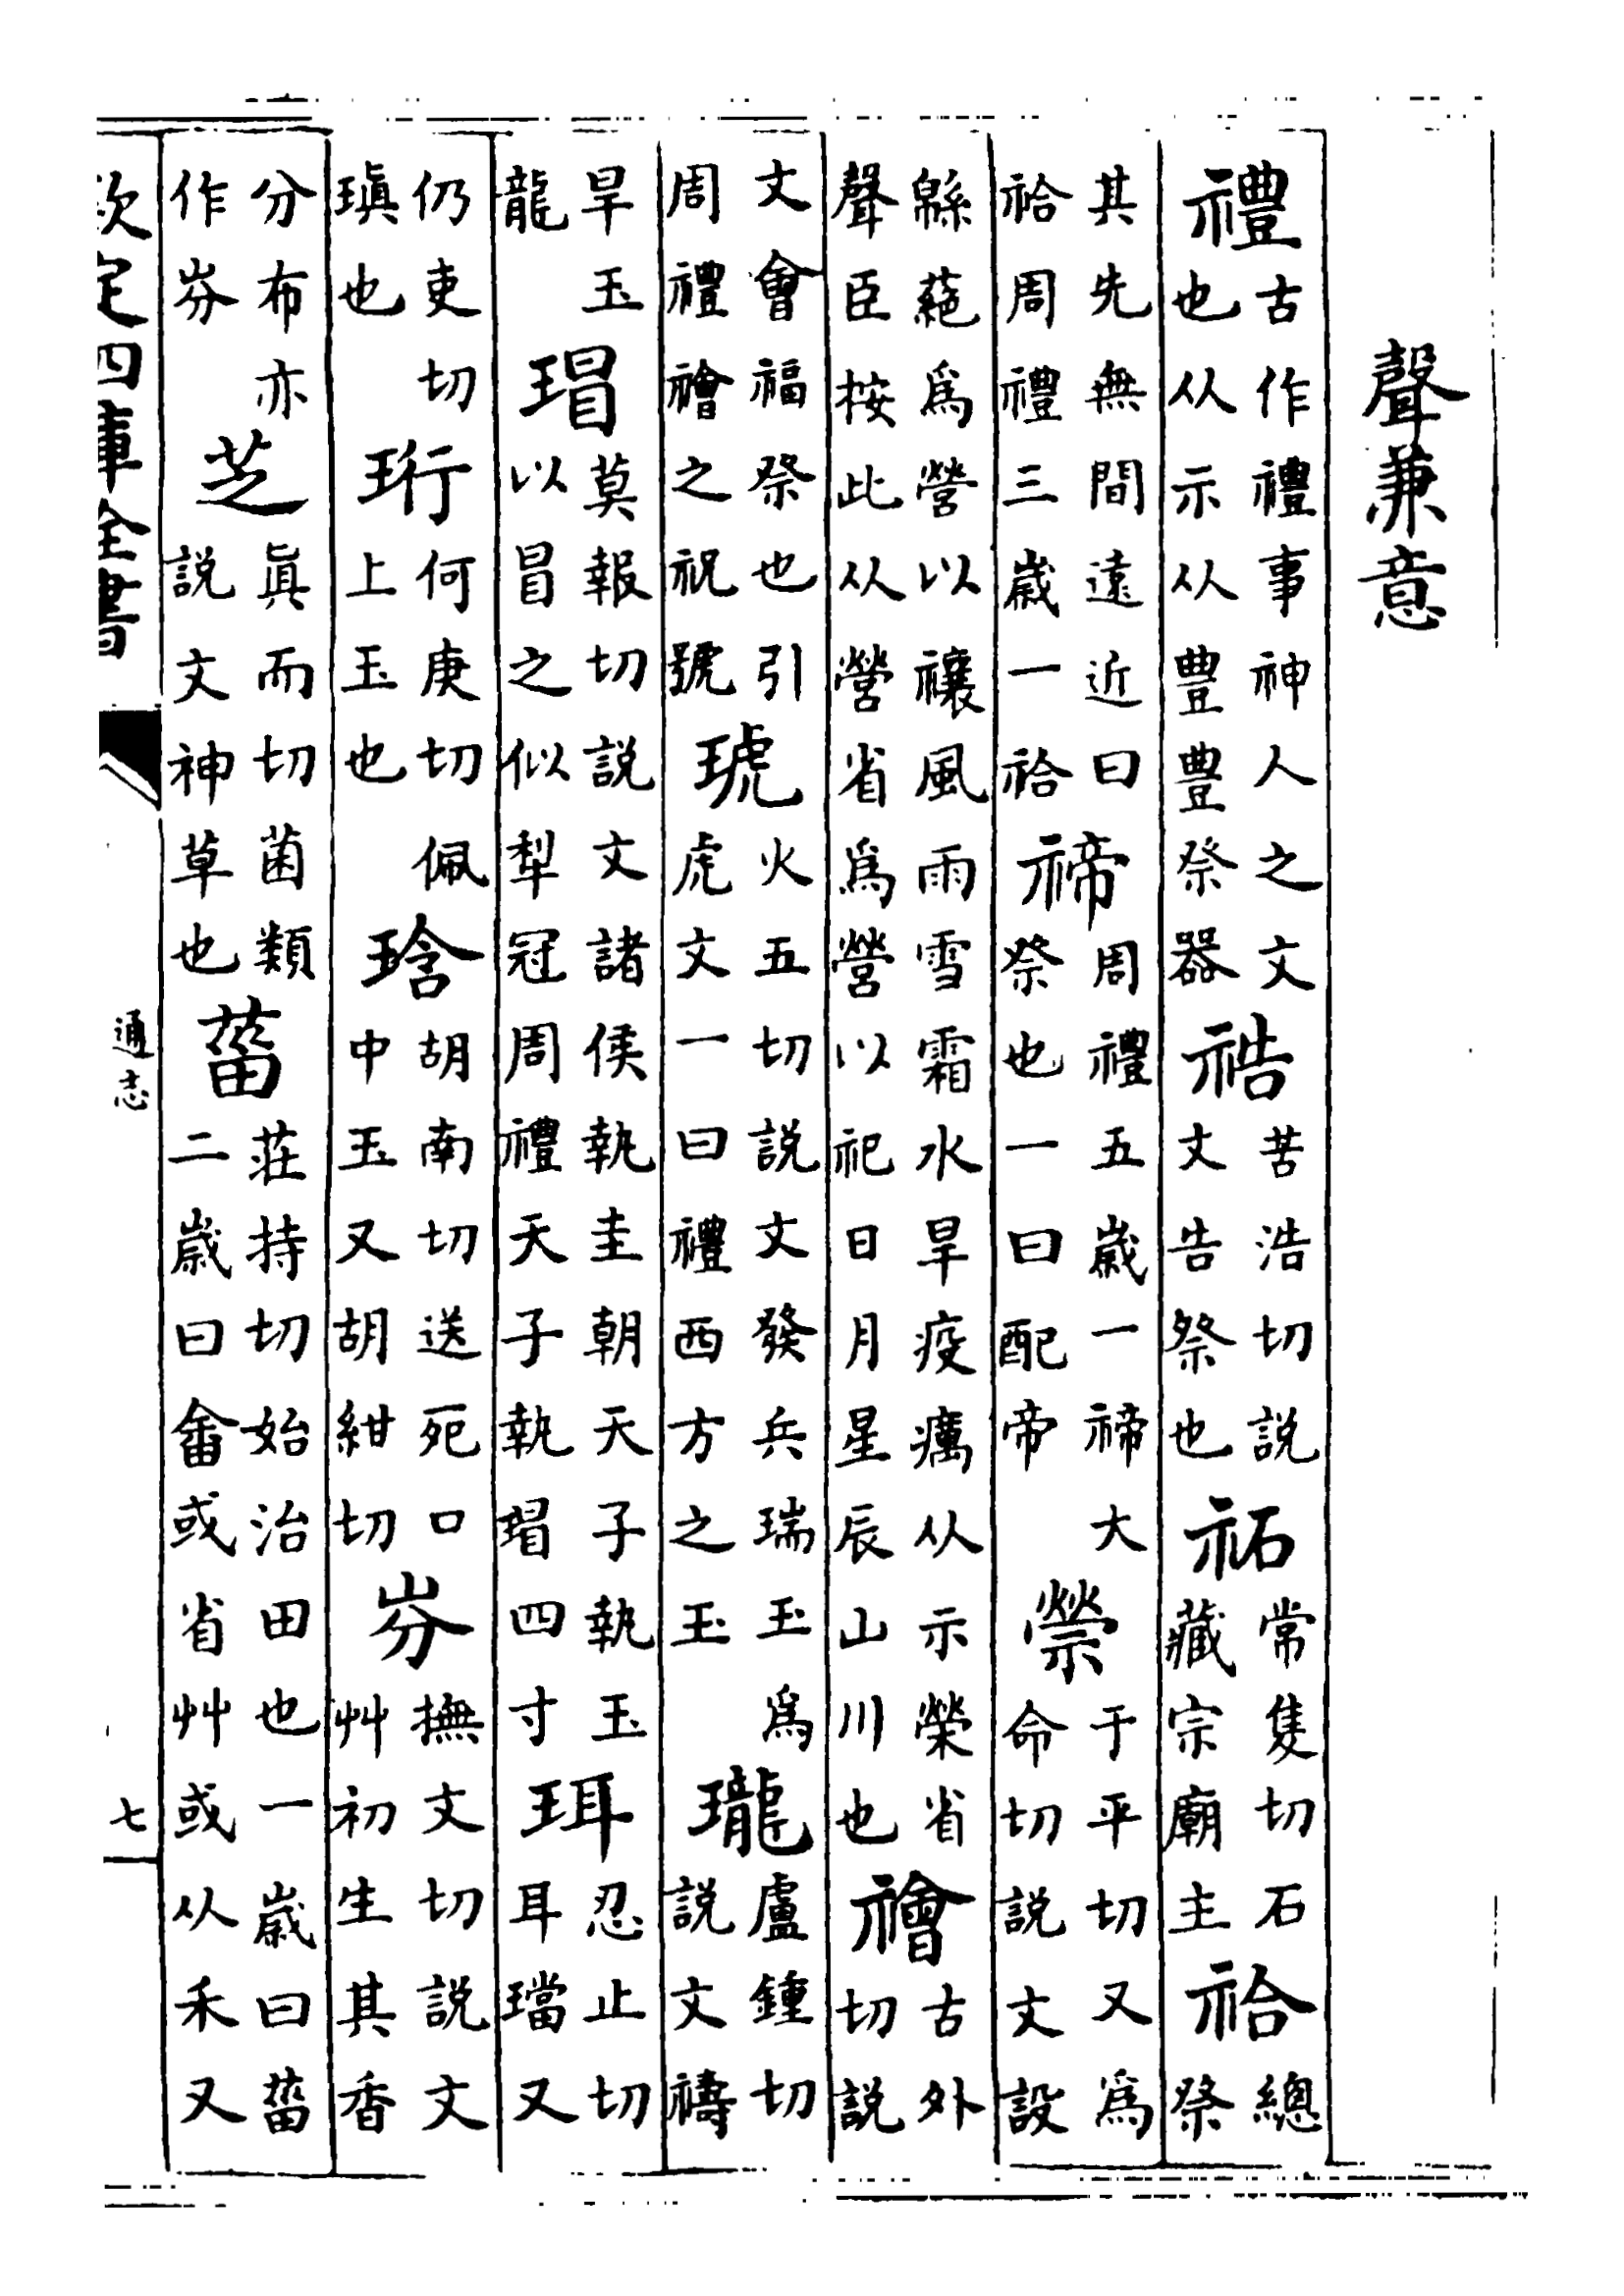 聲兼意
禮古作禮事神人之文也从示从豊豊祭器祰苦浩切說文告祭也祏常隻切石藏宗廟主祫總祭
其先無間遠近曰祫周禮三歲一祫禘周禮五歲一禘大祭也一曰配帝禜于平切又爲命切說文設
緜蕝爲營以禳風雨雪霜水旱疫癘从示榮省聲臣按此从營省爲營以祀日月星辰山川也禬古外切說
文會福祭也引周禮禬之祝號琥火五切說文發兵瑞玉爲虎文一曰禮西方之玉瓏盧鍾切說文禱
旱玉龍瑁莫報切說文諸侯執圭朝天子執玉以冒之似犁冠周禮天子執瑁四寸珥忍止切耳璫又
仍吏切瑱也珩何庚切佩上玉也琀胡南切送死口中玉又胡紺切岎撫文切說文艸初生其香
分布亦作岎芝眞而切菌類說文神草也菑莊持切始治田也一歲曰菑二歲曰畬或省艸或从禾又
欽定四庫全書
通志
七